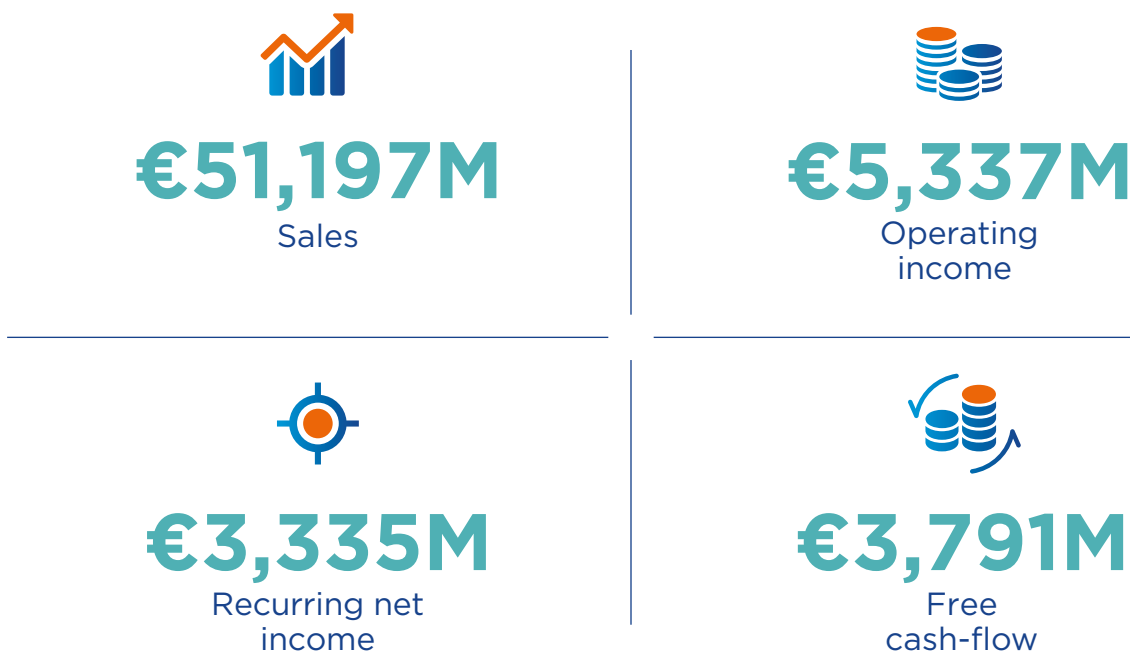 €51,197M
Sales
€5,337M
Operating
income
€3,335M
Recurring net
income
€3,791M
Free
cash-flow